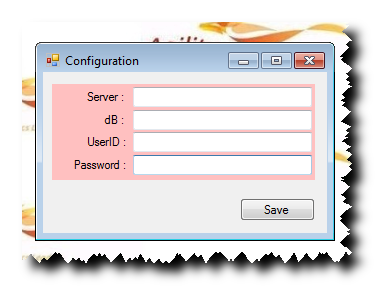 Configuration
Server :
dB :
UserID :
Password :
Save